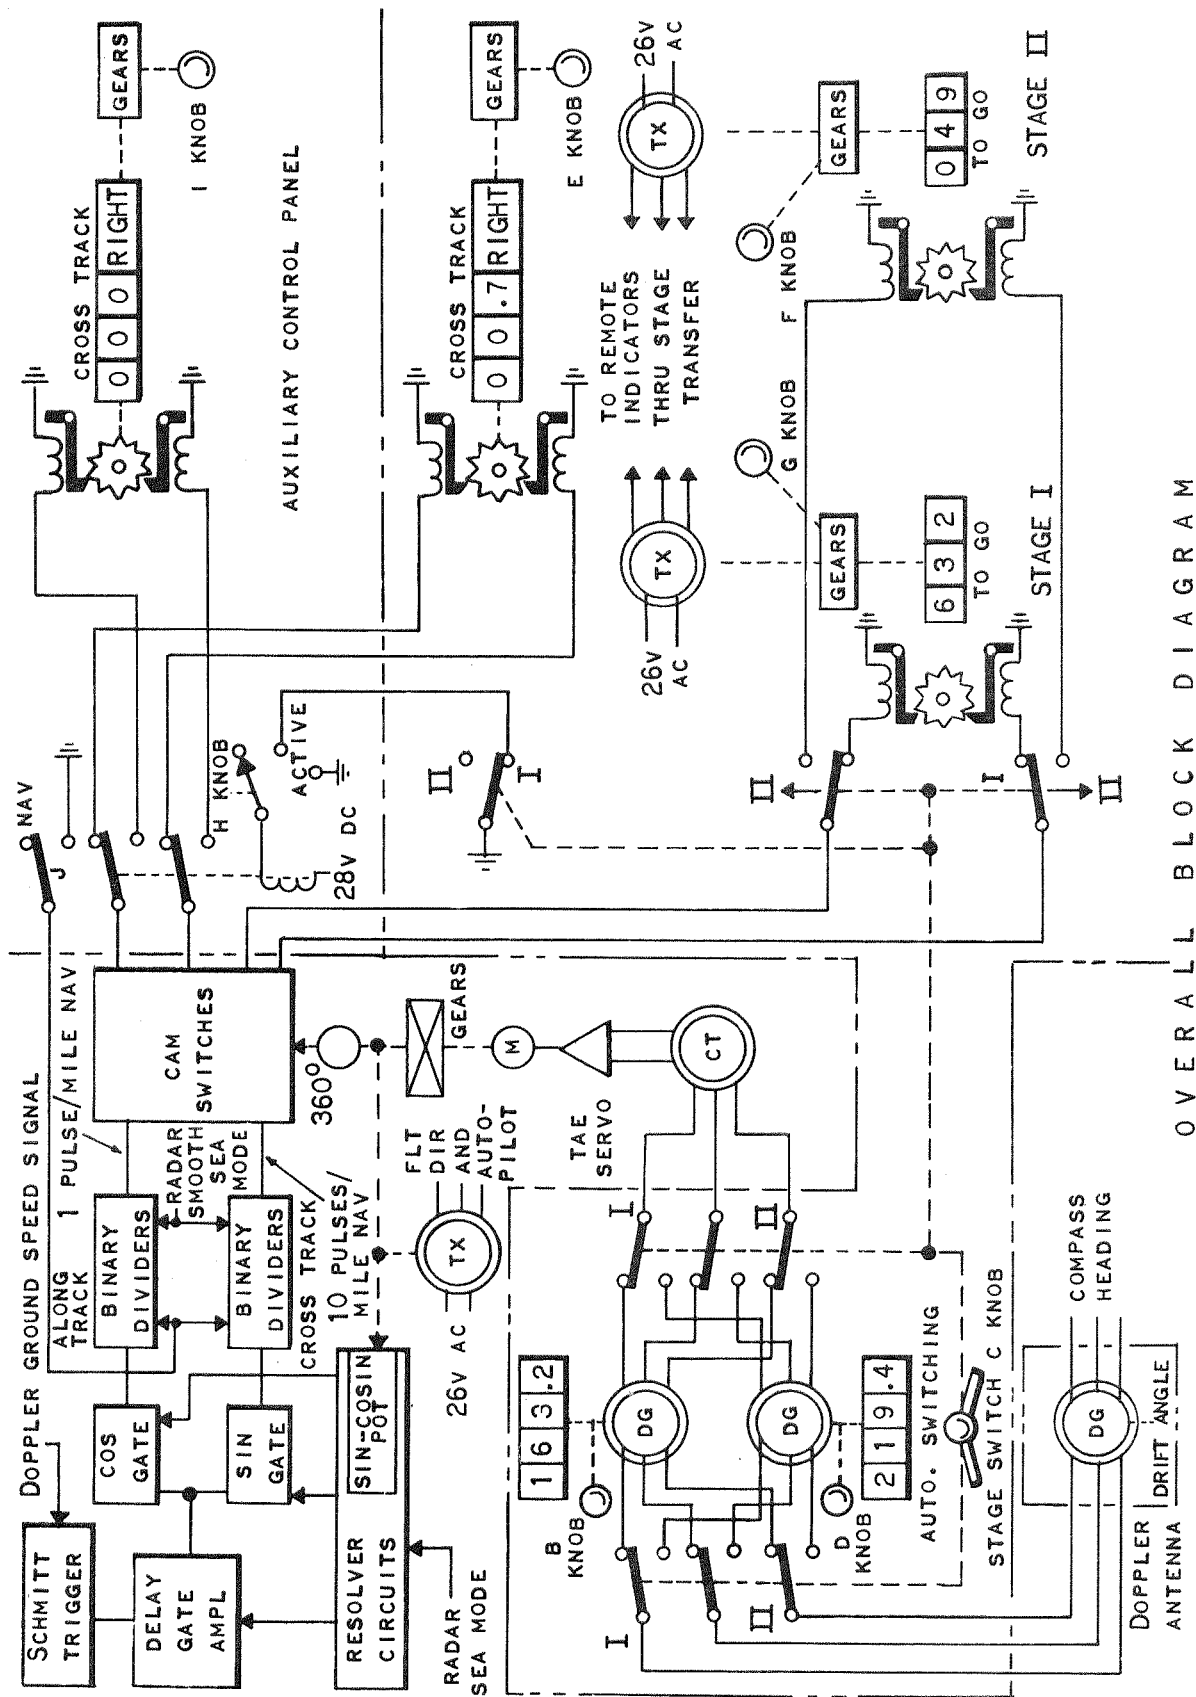 DOPPLER GROUND SPEED SIGNAL
SCHMITT
TRIGGER
DELAY
GATE
AMPL
COS
GATE
SIN
GATE
ALONG
TRACK
1 PULSE/MILE NAV
BINARY
DIVIDERS
RADAR
SMOOTH
SEA
MODE
BINARY
DIVIDERS
CROSS TRACK
10 PULSES/
MILE NAV
CAM
SWITCHES
RESOLVER
CIRCUITS
SIN-COSIN
POT
RADAR
SEA MODE
360°
GEARS
M
CT
TAE
SERVO
TX
26V AC
FLT
DIR
AND
AUTO-
PILOT
NAV
J
H KNOB
28V DC
ACTIVE
CROSS TRACK
0 0 0 RIGHT
GEARS
I KNOB
AUXILIARY CONTROL PANEL
CROSS TRACK
0 0 .7 RIGHT
GEARS
E KNOB
II
I
TX
26V
AC
TO REMOTE
INDICATORS
THRU STAGE
TRANSFER
TX
26V
AC
G KNOB
F KNOB
GEARS
6 3 2
TO GO
STAGE I
GEARS
0 4 9
TO GO
STAGE II
II
I
II
B
KNOB
1 6 3 .2
DG
DG
D
KNOB
2 1 9 .4
I
II
I
II
AUTO. SWITCHING
STAGE SWITCH C KNOB
DOPPLER
ANTENNA
DRIFT ANGLE
DG
COMPASS
HEADING
OVERALL BLOCK DIAGRAM